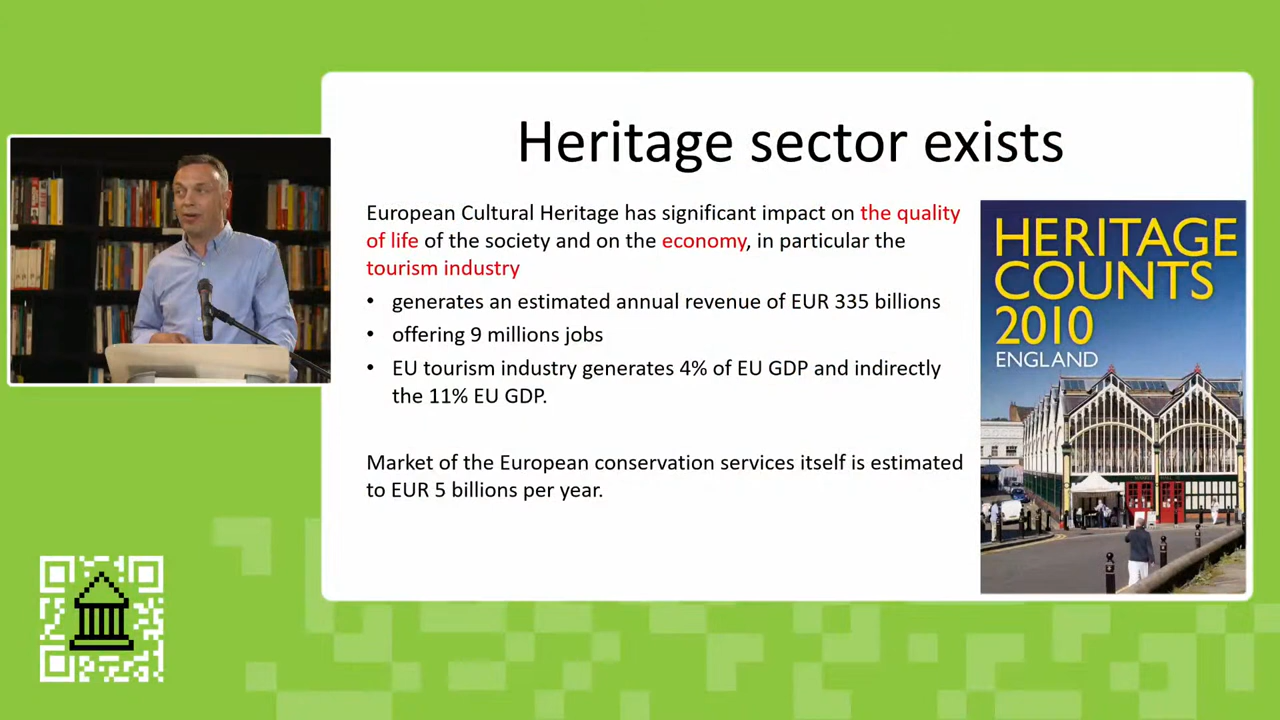 Heritage sector exists
European Cultural Heritage has significant impact on the quality
of life of the society and on the economy, in particular the
tourism industry
• generates an estimated annual revenue of EUR 335 billions
• offering 9 millions jobs
• EU tourism industry generates 4% of EU GDP and indirectly
the 11% EU GDP.
Market of the European conservation services itself is estimated
to EUR 5 billions per year.
HERITAGE
COUNTS
2010
ENGLAND